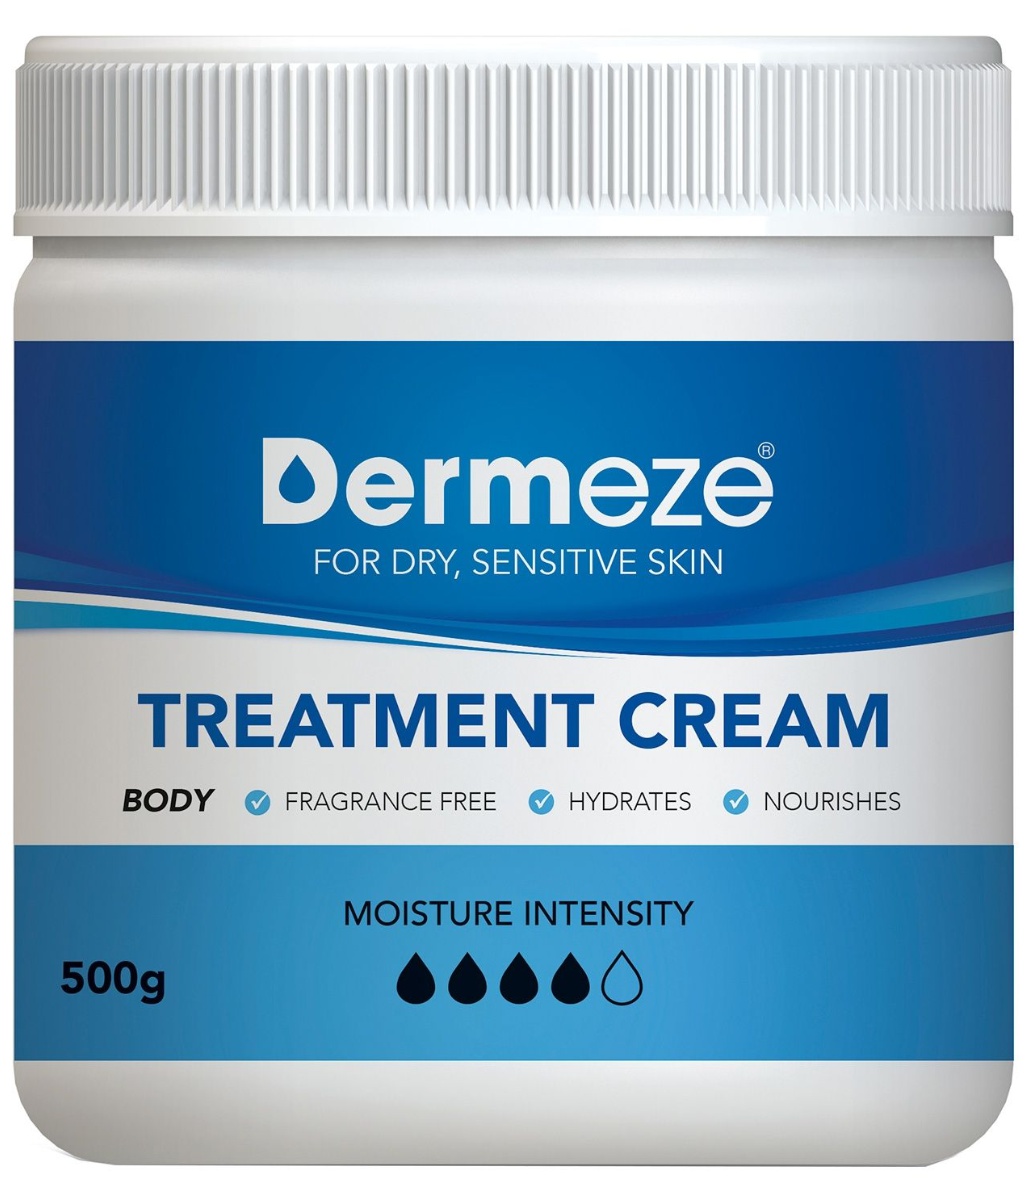 Dermeze®
FOR DRY, SENSITIVE SKIN
TREATMENT CREAM
BODY FRAGRANCE FREE HYDRATES NOURISHES
MOISTURE INTENSITY
500g